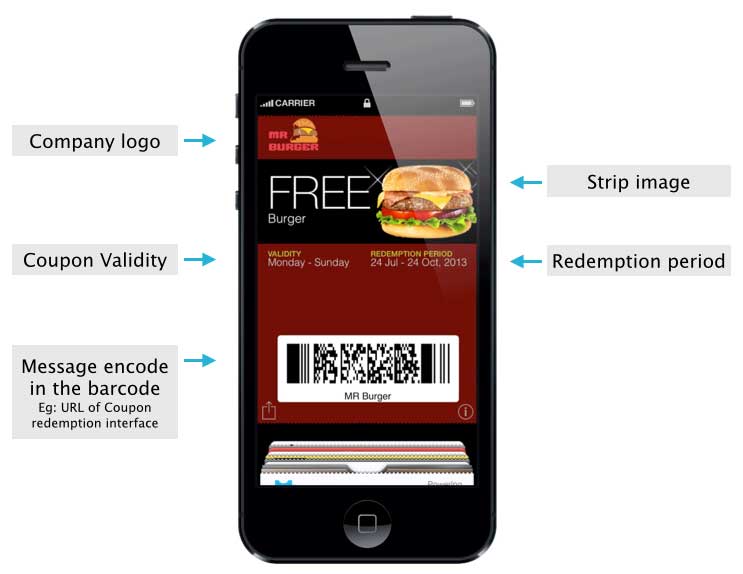 CARRIER
Company logo
MR
BURGER
Strip image
FREE
Burger
Coupon Validity
VALIDITY
Monday - Sunday
REDEMPTION PERIOD
24 Jul - 24 Oct, 2013
Redemption period
Message encode
in the barcode
Eg: URL of Coupon
redemption interface
MR Burger
Powering